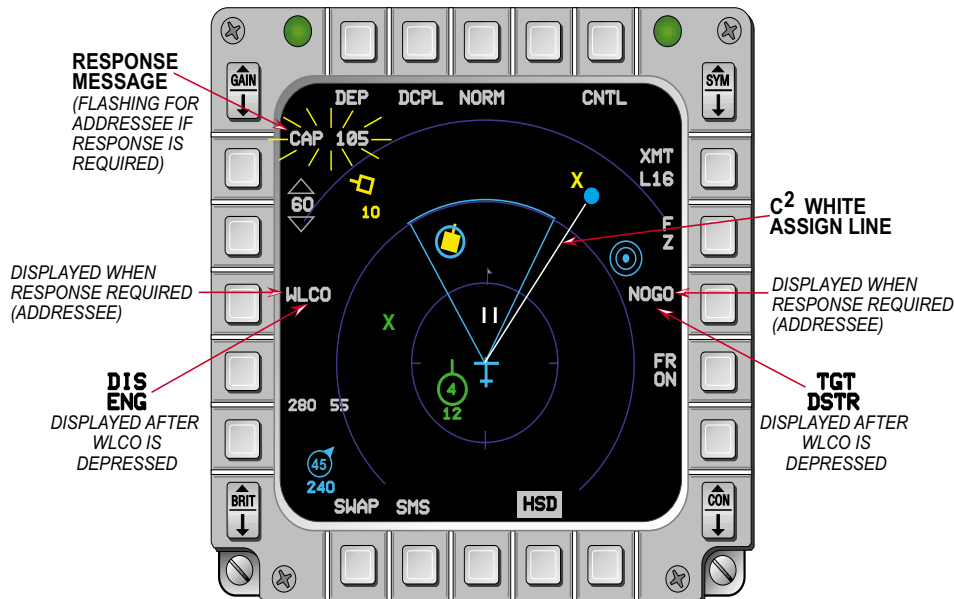 RESPONSE
MESSAGE
(FLASHING FOR
ADDRESSEE IF
RESPONSE IS
REQUIRED)
GAIN
SYM
DEP DCPL NORM CNTL
CAP 105
XMT
L16
60
10
X
C2 WHITE
ASSIGN LINE
F
Z
DISPLAYED WHEN
RESPONSE REQUIRED
(ADDRESSEE)
WLCO
NOGO
DISPLAYED WHEN
RESPONSE REQUIRED
(ADDRESSEE)
X
FR
ON
4
12
DIS
ENG
DISPLAYED AFTER
WLCO IS
DEPRESSED
TGT
DSTR
DISPLAYED AFTER
WLCO IS
DEPRESSED
280 55
45
240
BRIT
CON
SWAP SMS HSD